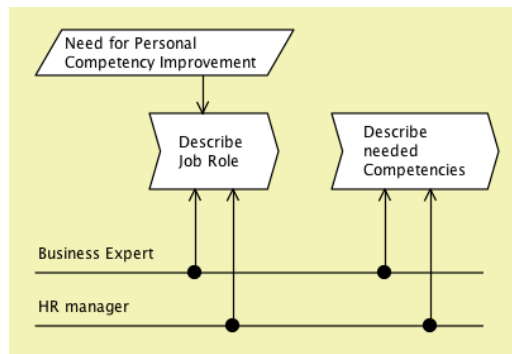 Need for Personal
Competency Improvement
Describe
Job Role
Describe
needed
Competencies
Business Expert
HR manager